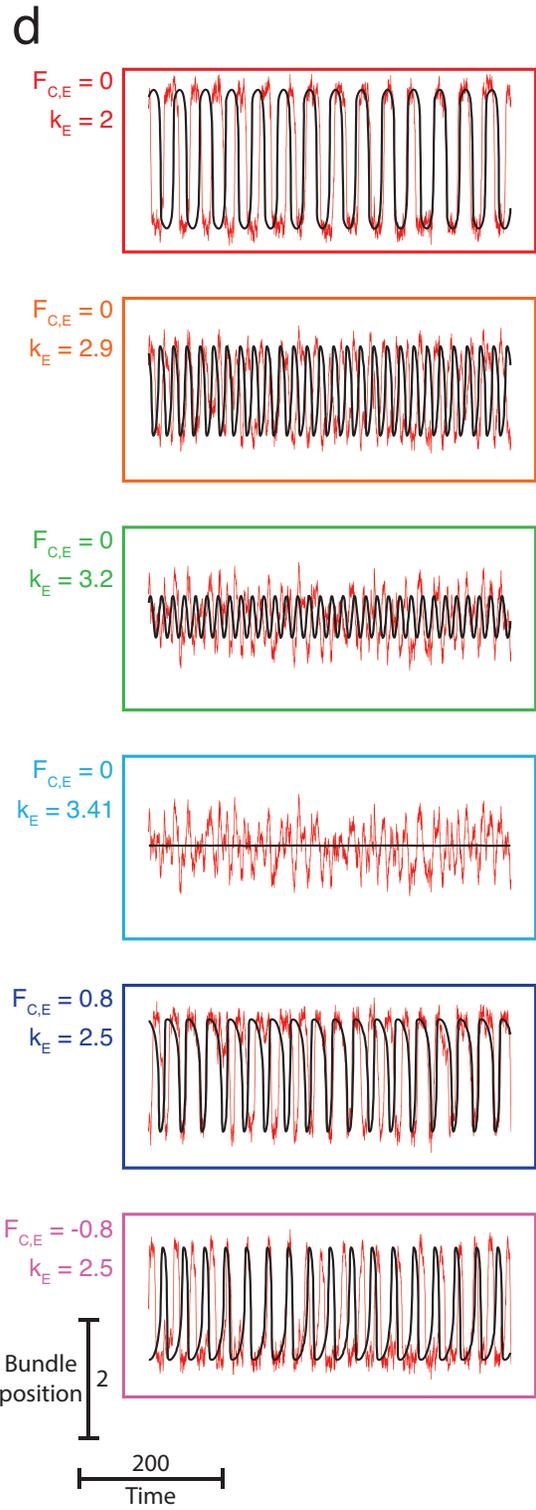 d
F_C,E = 0
k_E = 2
F_C,E = 0
k_E = 2.9
F_C,E = 0
k_E = 3.2
F_C,E = 0
k_E = 3.41
F_C,E = 0.8
k_E = 2.5
F_C,E = -0.8
k_E = 2.5
Bundle
position
2
200
Time